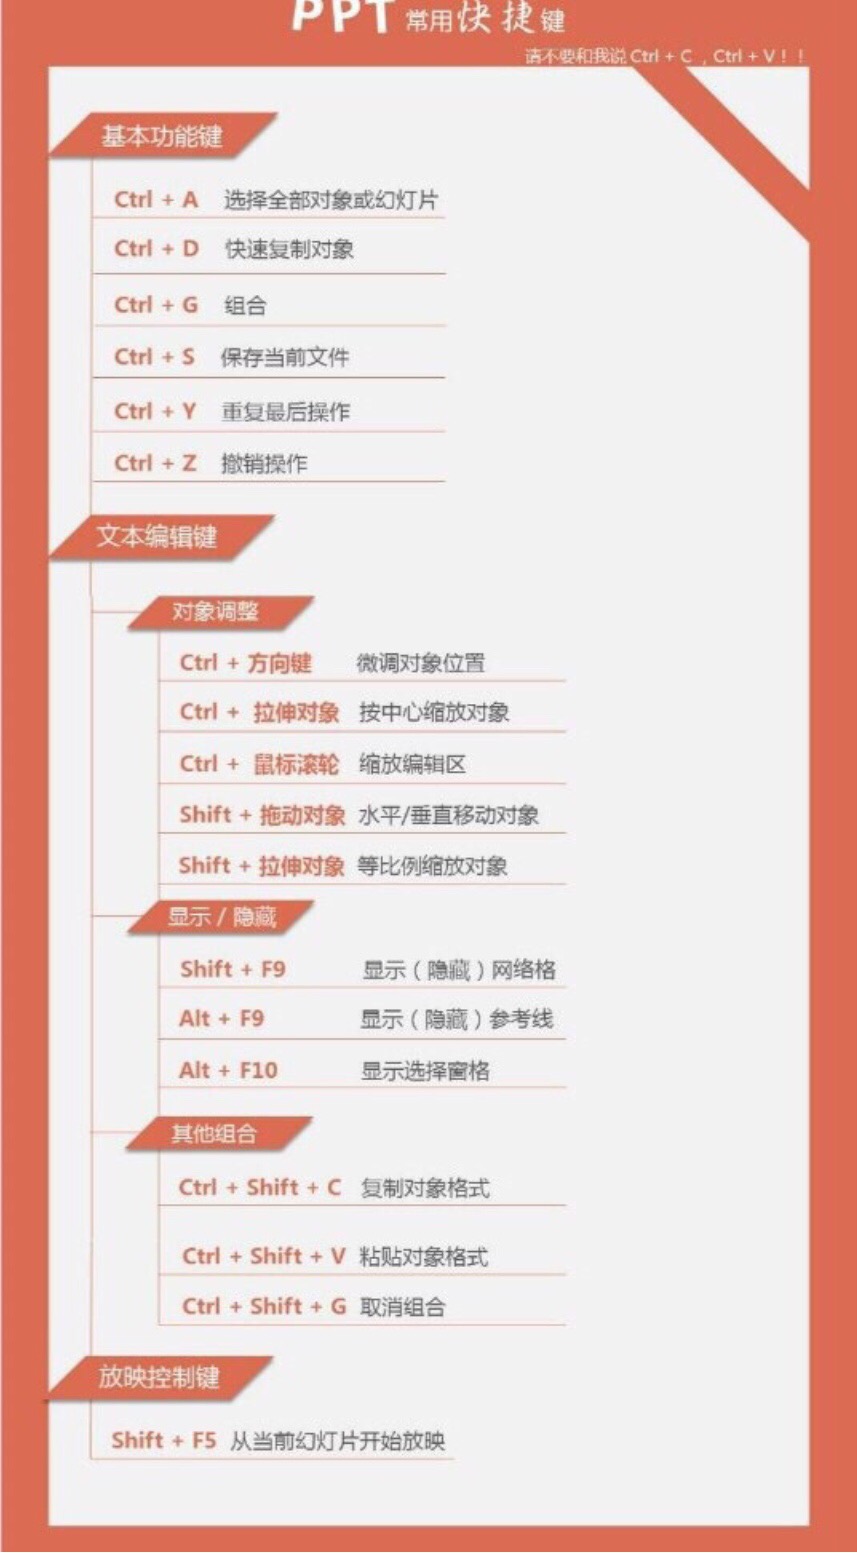 PPT常用快捷键
请不要和我说 Ctrl + C ，Ctrl + V！！
基本功能键
Ctrl + A 选择全部对象或幻灯片
Ctrl + D 快速复制对象
Ctrl + G 组合
Ctrl + S 保存当前文件
Ctrl + Y 重复最后操作
Ctrl + Z 撤销操作
文本编辑键
对象调整
Ctrl + 方向键 微调对象位置
Ctrl + 拉伸对象 按中心缩放对象
Ctrl + 鼠标滚轮 缩放编辑区
Shift + 拖动对象 水平/垂直移动对象
Shift + 拉伸对象 等比例缩放对象
显示 / 隐藏
Shift + F9 显示（隐藏）网络格
Alt + F9 显示（隐藏）参考线
Alt + F10 显示选择窗格
其他组合
Ctrl + Shift + C 复制对象格式
Ctrl + Shift + V 粘贴对象格式
Ctrl + Shift + G 取消组合
放映控制键
Shift + F5 从当前幻灯片开始放映